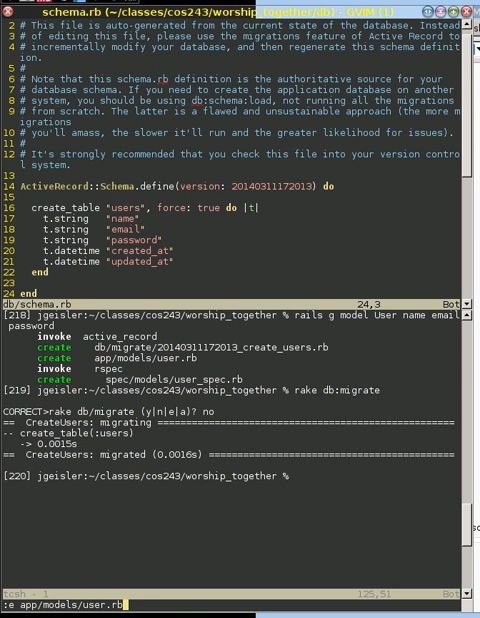 schema.rb (~/classes/cos243/worship_together/db) - GVIM (1)
2 # This file is auto-generated from the current state of the database. Instead
3 # of editing this file, please use the migrations feature of Active Record to
4 # incrementally modify your database, and then regenerate this schema definit
ion.
5 #
6 # Note that this schema.rb definition is the authoritative source for your
7 # database schema. If you need to create the application database on another
8 # system, you should be using db:schema:load, not running all the migrations
9 # from scratch. The latter is a flawed and unsustainable approach (the more m
igrations
10 # you'll amass, the slower it'll run and the greater likelihood for issues).
11 #
12 # It's strongly recommended that you check this file into your version contro
l system.
13
14 ActiveRecord::Schema.define(version: 20140311172013) do
15
16 create_table "users", force: true do |t|
17 t.string "name"
18 t.string "email"
19 t.string "password"
20 t.datetime "created_at"
21 t.datetime "updated_at"
22 end
23
24 end
db/schema.rb 24,3 Bot
[218] jgeisler:~/classes/cos243/worship_together % rails g model User name email
password
invoke active_record
create db/migrate/20140311172013_create_users.rb
create app/models/user.rb
invoke rspec
create spec/models/user_spec.rb
[219] jgeisler:~/classes/cos243/worship_together % rake db:migrate
CORRECT>rake db/migrate (y|n|e|a)? no
== CreateUsers: migrating ====================================================
-- create_table(:users)
-> 0.0015s
== CreateUsers: migrated (0.0016s) ===========================================
[220] jgeisler:~/classes/cos243/worship_together %
tcsh - 1 125,51 Bot
:e app/models/user.rb